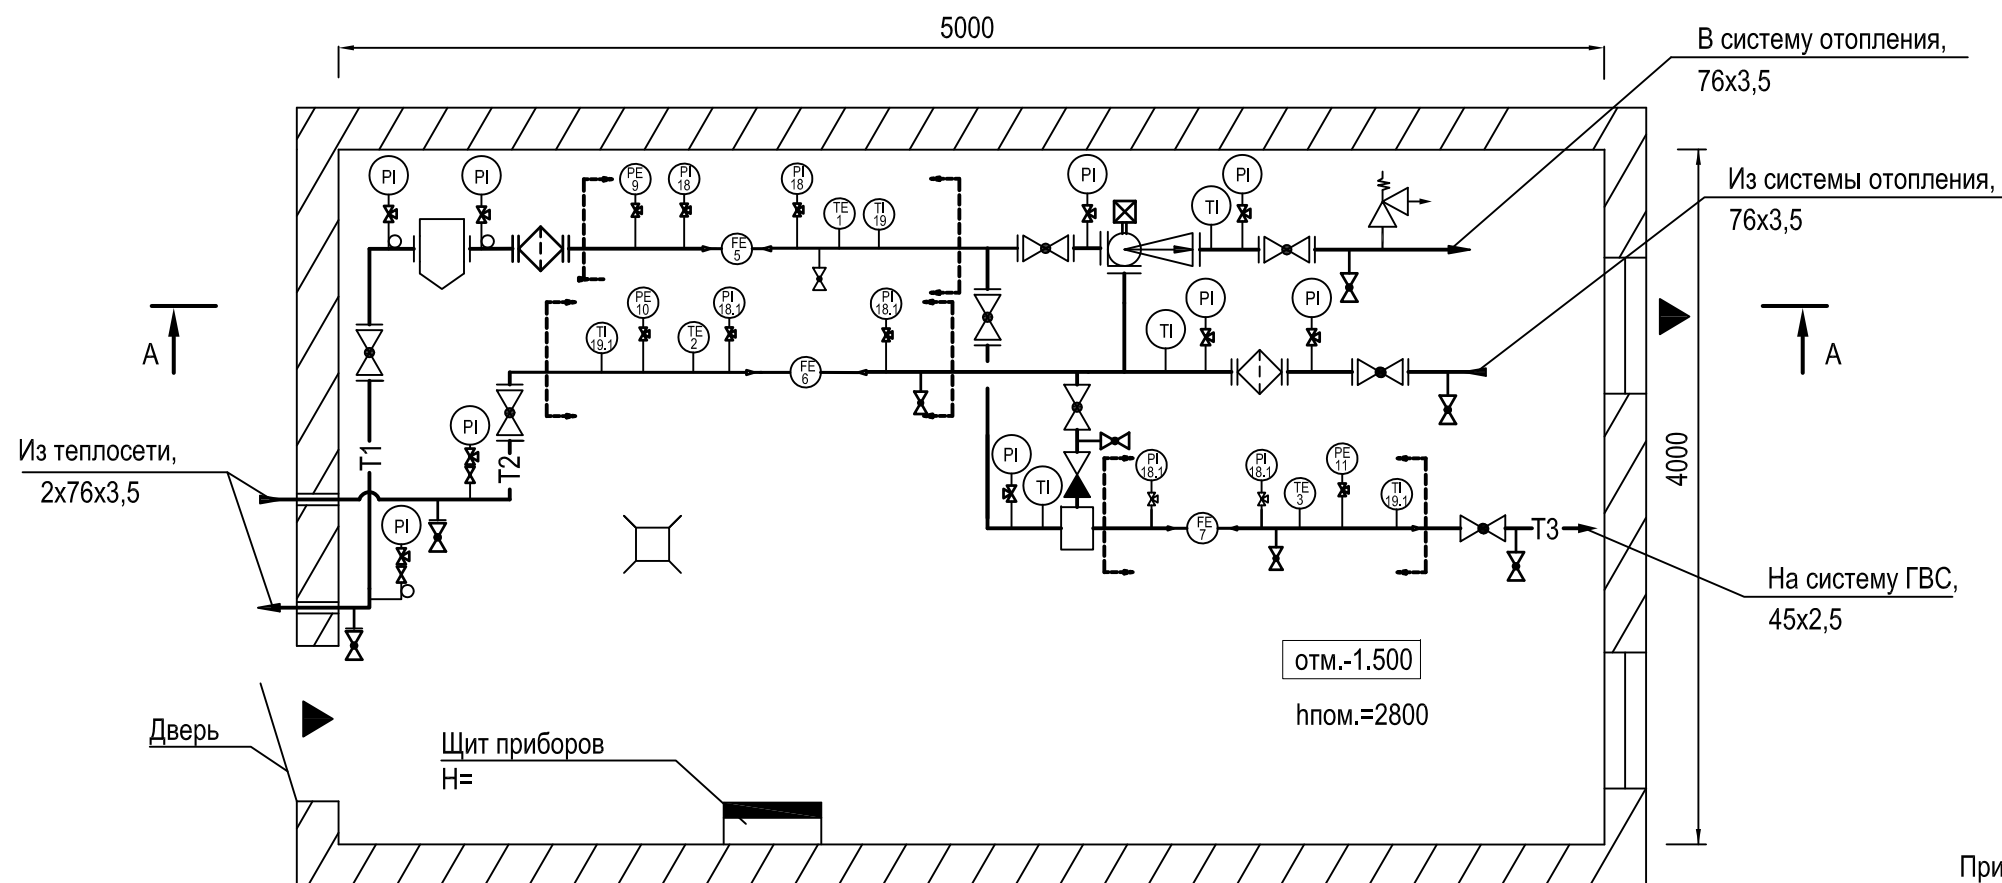 5000
В систему отопления,
76х3,5
Из системы отопления,
76х3,5
PI
PI
PE
9
PI
18
PI
18
TE
1
TI
19
FE
5
PI
TI
PI
А
TI
19.1
PE
10
TE
2
PI
18.1
FE
6
PI
18.1
TI
PI
PI
А
PI
Из теплосети,
2х76х3,5
Т1
Т2
PI
PI
TI
PI
18.1
FE
7
PI
18.1
TE
3
PE
11
TI
19.1
Т3
4000
На систему ГВС,
45х2,5
отм.-1.500
hпом.=2800
Дверь
Щит приборов
Н=
При